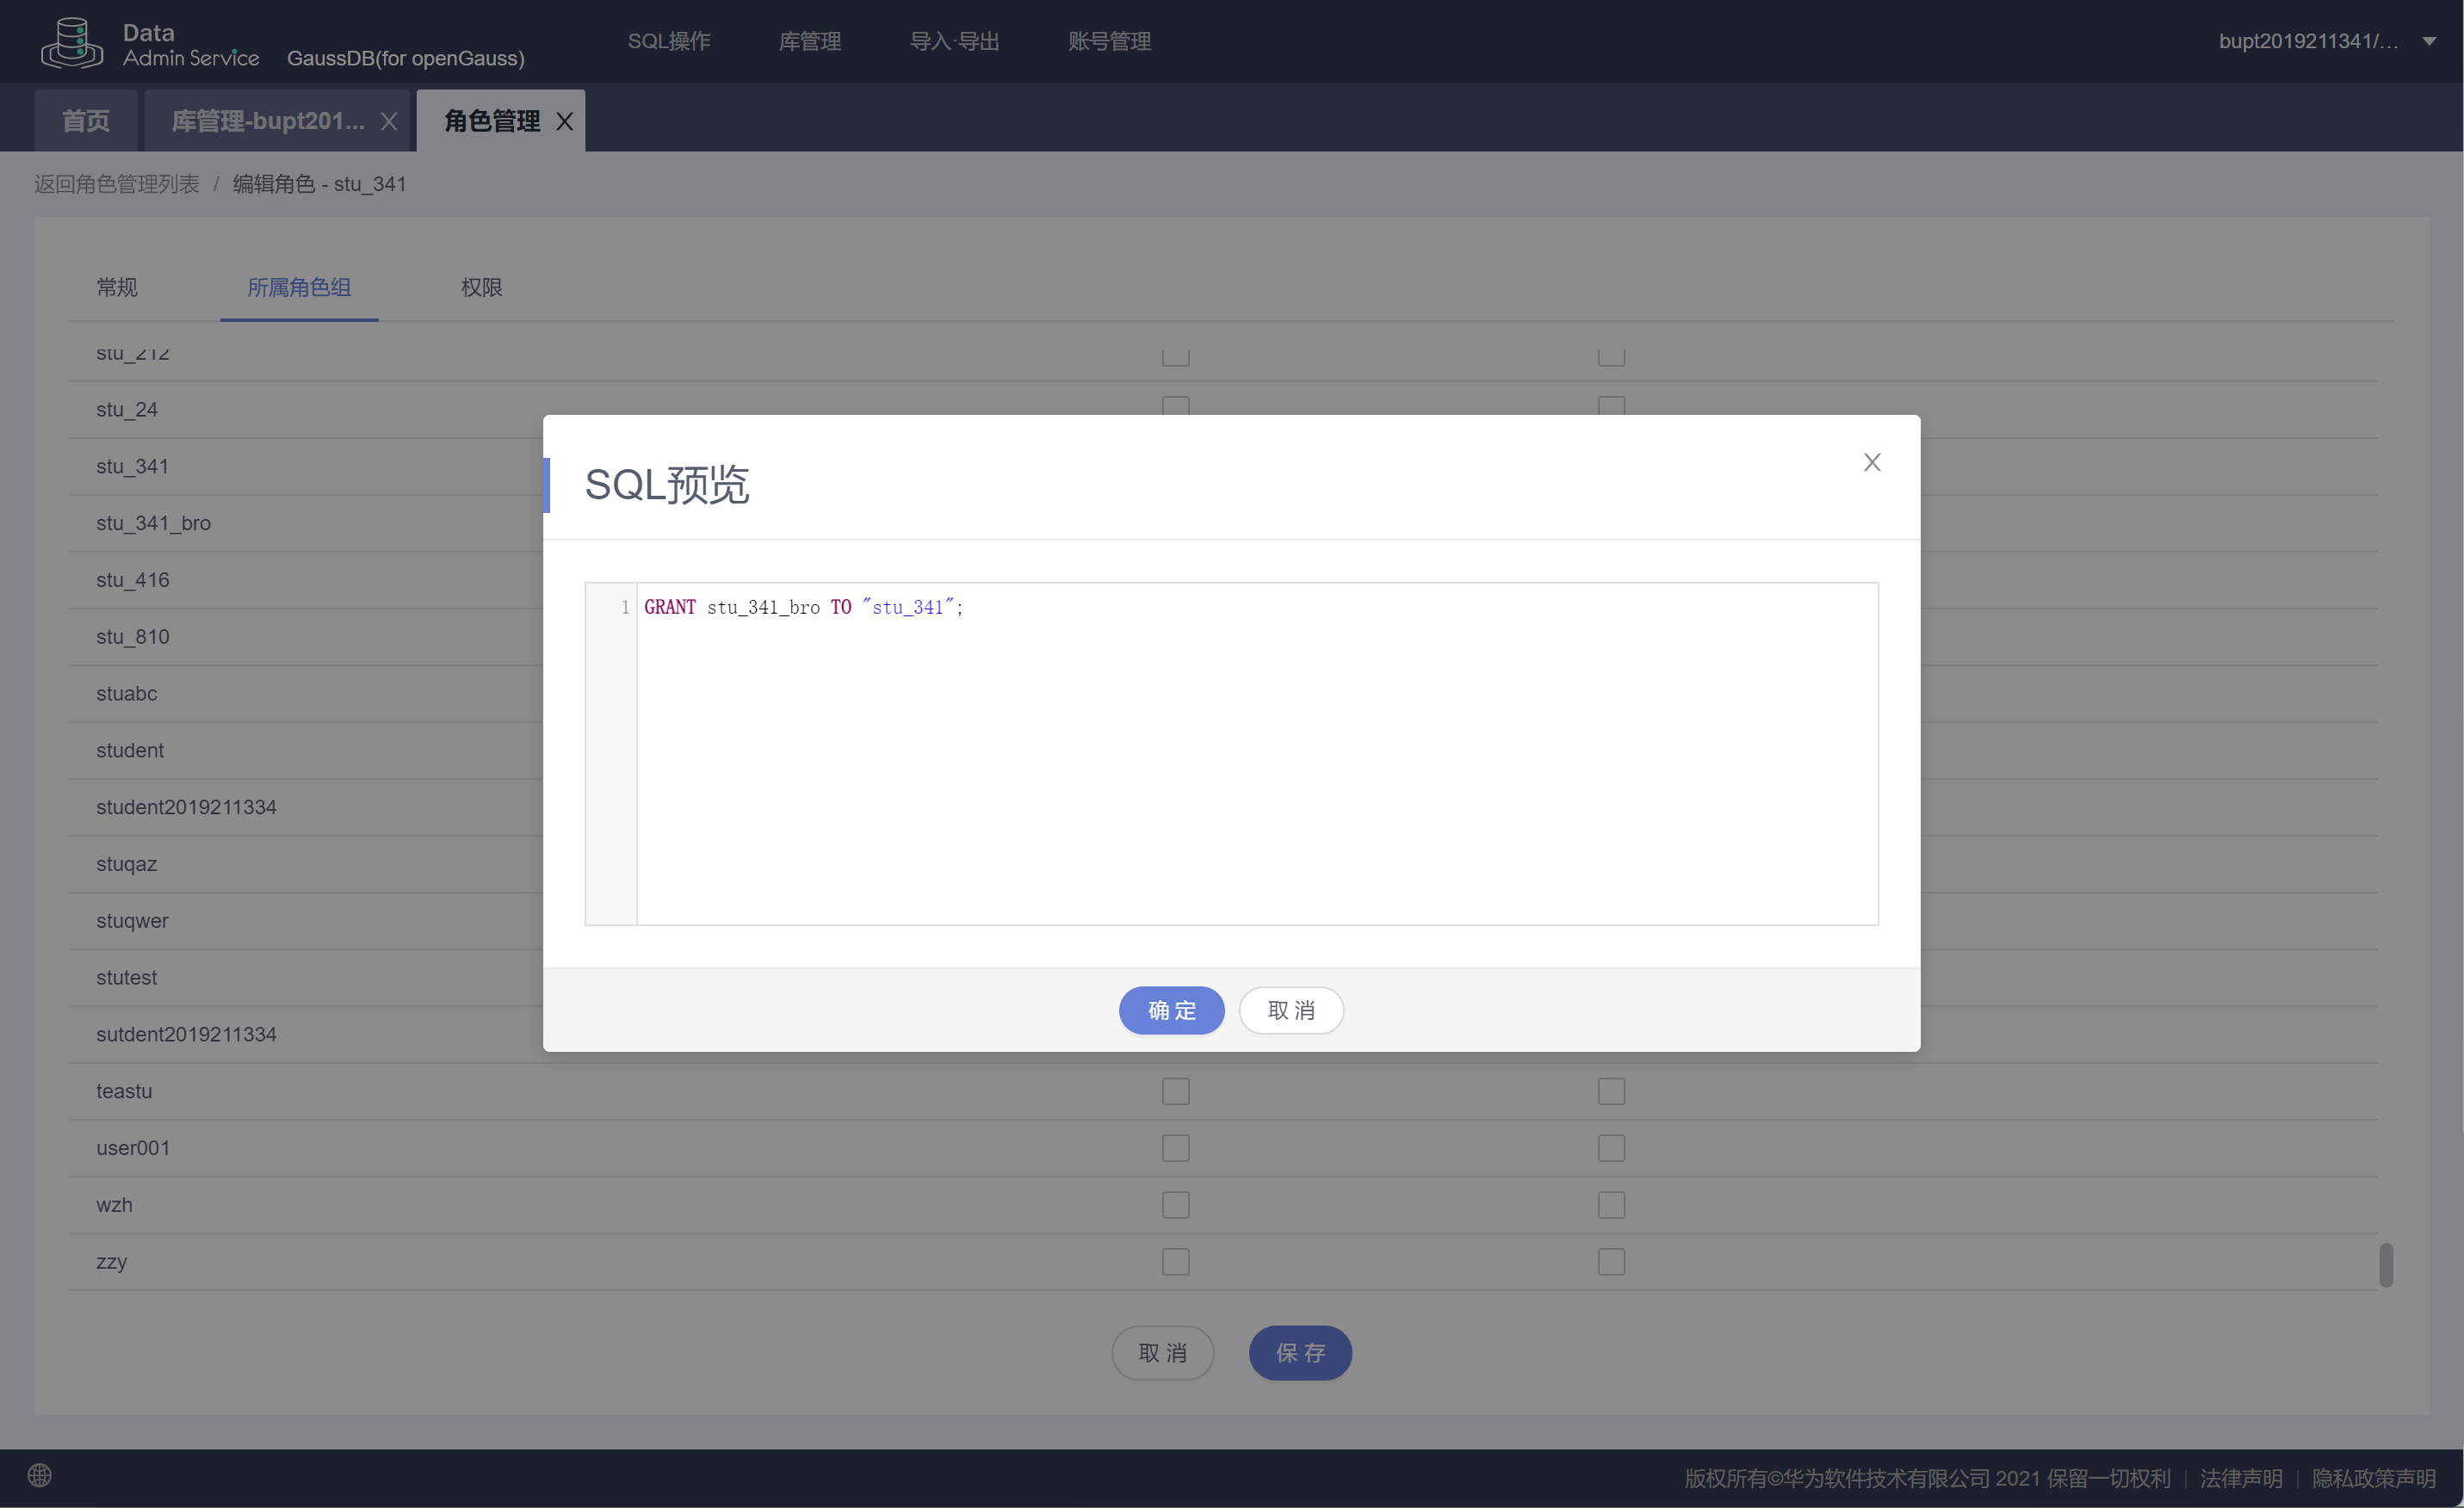 Data
Admin Service
GaussDB(for openGauss)
SQL操作
库管理
导入·导出
账号管理
bupt2019211341/...
首页
库管理-bupt201...
角色管理
返回角色管理列表 / 编辑角色 - stu_341
常规
所属角色组
权限
stu_212
stu_24
stu_341
stu_341_bro
stu_416
stu_810
stuabc
student
student2019211334
stuqaz
stuqwer
stutest
sutdent2019211334
teastu
user001
wzh
zzy
SQL预览
1 GRANT stu_341_bro TO "stu_341";
确定
取消
取消
保存
版权所有©华为软件技术有限公司 2021 保留一切权利 | 法律声明 | 隐私政策声明